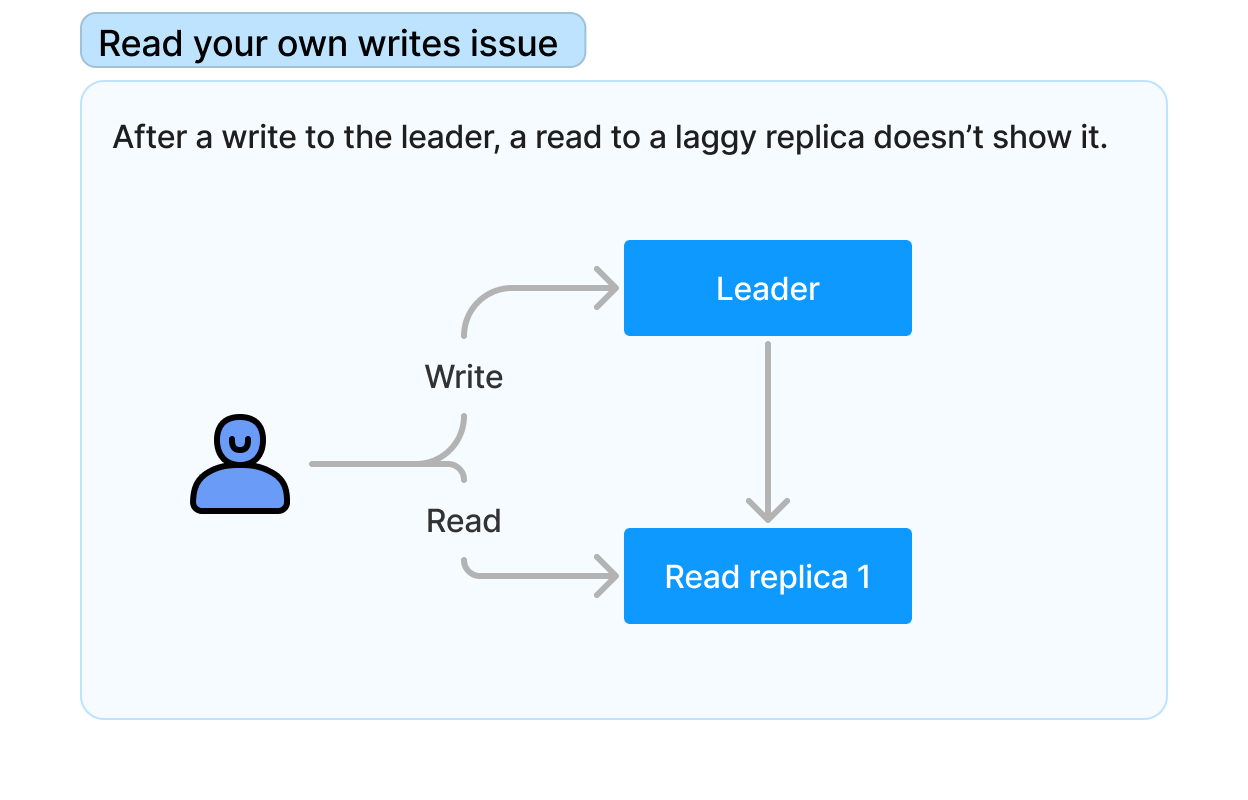 Read your own writes issue
After a write to the leader, a read to a laggy replica doesn’t show it.
Leader
Write
Read
Read replica 1